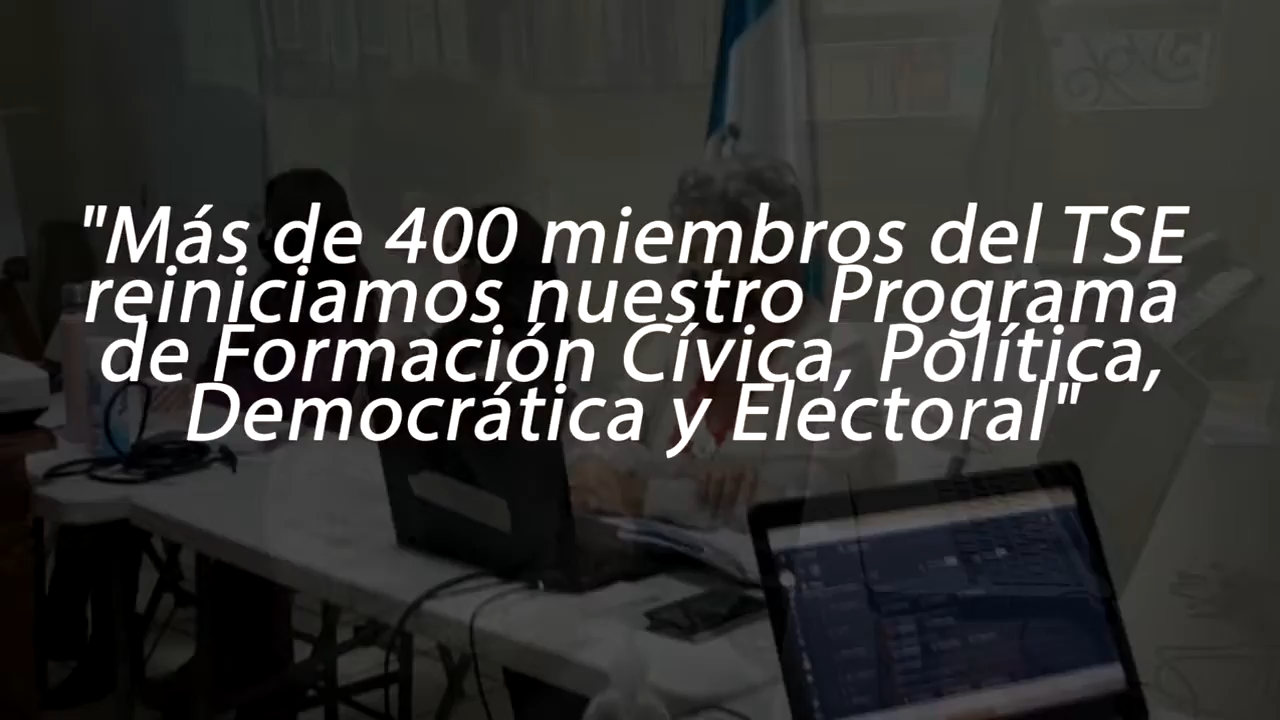 "Más de 400 miembros del TSE
reiniciamos nuestro Programa
de Formación Cívica, Política,
Democrática y Electoral"